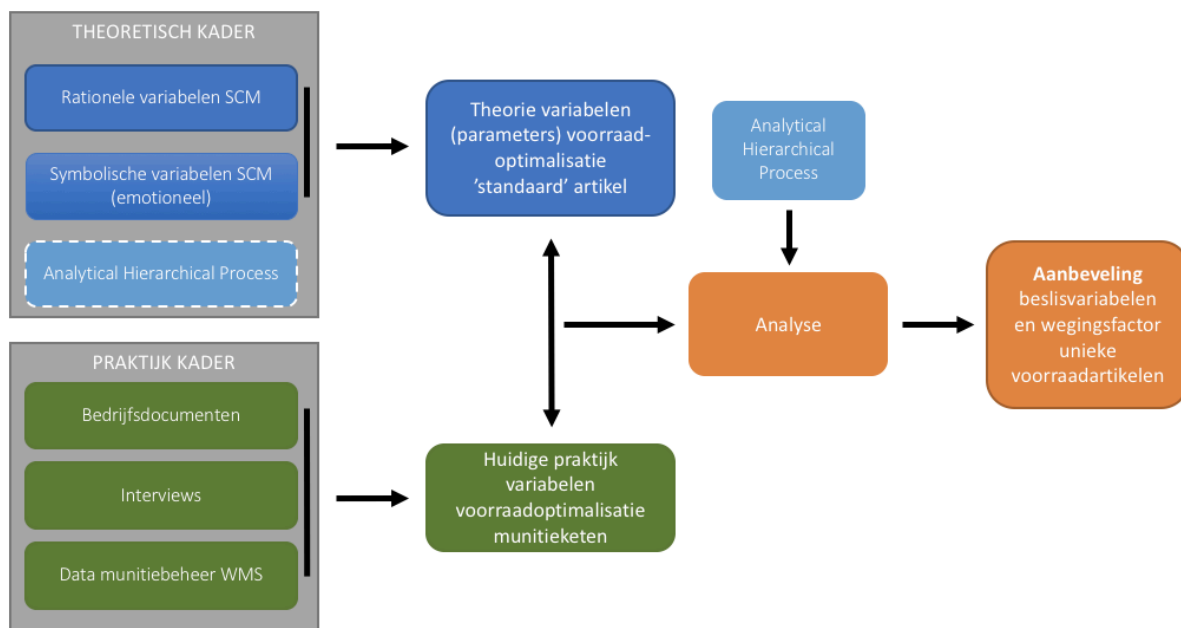 THEORETISCH KADER
Rationele variabelen SCM
Symbolische variabelen SCM
(emotioneel)
Analytical Hierarchical Process
PRAKTIJK KADER
Bedrijfsdocumenten
Interviews
Data munitiebeheer WMS
Theorie variabelen
(parameters) voorraad-
optimalisatie
'standaard' artikel
Huidige praktijk
variabelen
voorraadoptimalisatie
munitieketen
Analytical
Hierarchical
Process
Analyse
Aanbeveling
beslisvariabelen
en wegingsfactor
unieke
voorraadartikelen